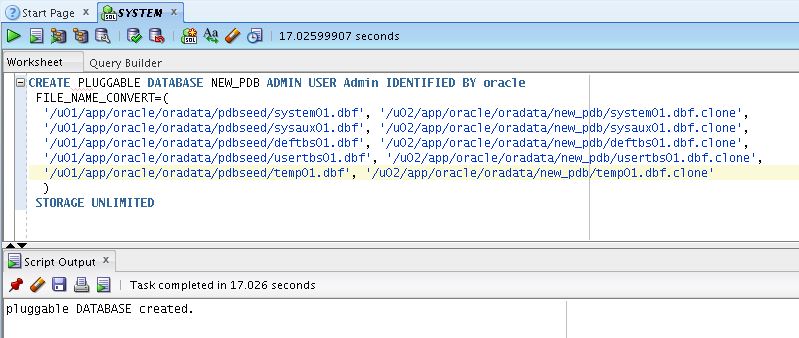 Start Page
SYSTEM
17.02599907 seconds
Worksheet
Query Builder
CREATE PLUGGABLE DATABASE NEW_PDB ADMIN USER Admin IDENTIFIED BY oracle
FILE_NAME_CONVERT=(
'/u01/app/oracle/oradata/pdbseed/system01.dbf', '/u02/app/oracle/oradata/new_pdb/system01.dbf.clone',
'/u01/app/oracle/oradata/pdbseed/sysaux01.dbf', '/u02/app/oracle/oradata/new_pdb/sysaux01.dbf.clone',
'/u01/app/oracle/oradata/pdbseed/deftbs01.dbf', '/u02/app/oracle/oradata/new_pdb/deftbs01.dbf.clone',
'/u01/app/oracle/oradata/pdbseed/usertbs01.dbf', '/u02/app/oracle/oradata/new_pdb/usertbs01.dbf.clone',
'/u01/app/oracle/oradata/pdbseed/temp01.dbf', '/u02/app/oracle/oradata/new_pdb/temp01.dbf.clone'
)
STORAGE UNLIMITED
Script Output
Task completed in 17.026 seconds
pluggable DATABASE created.